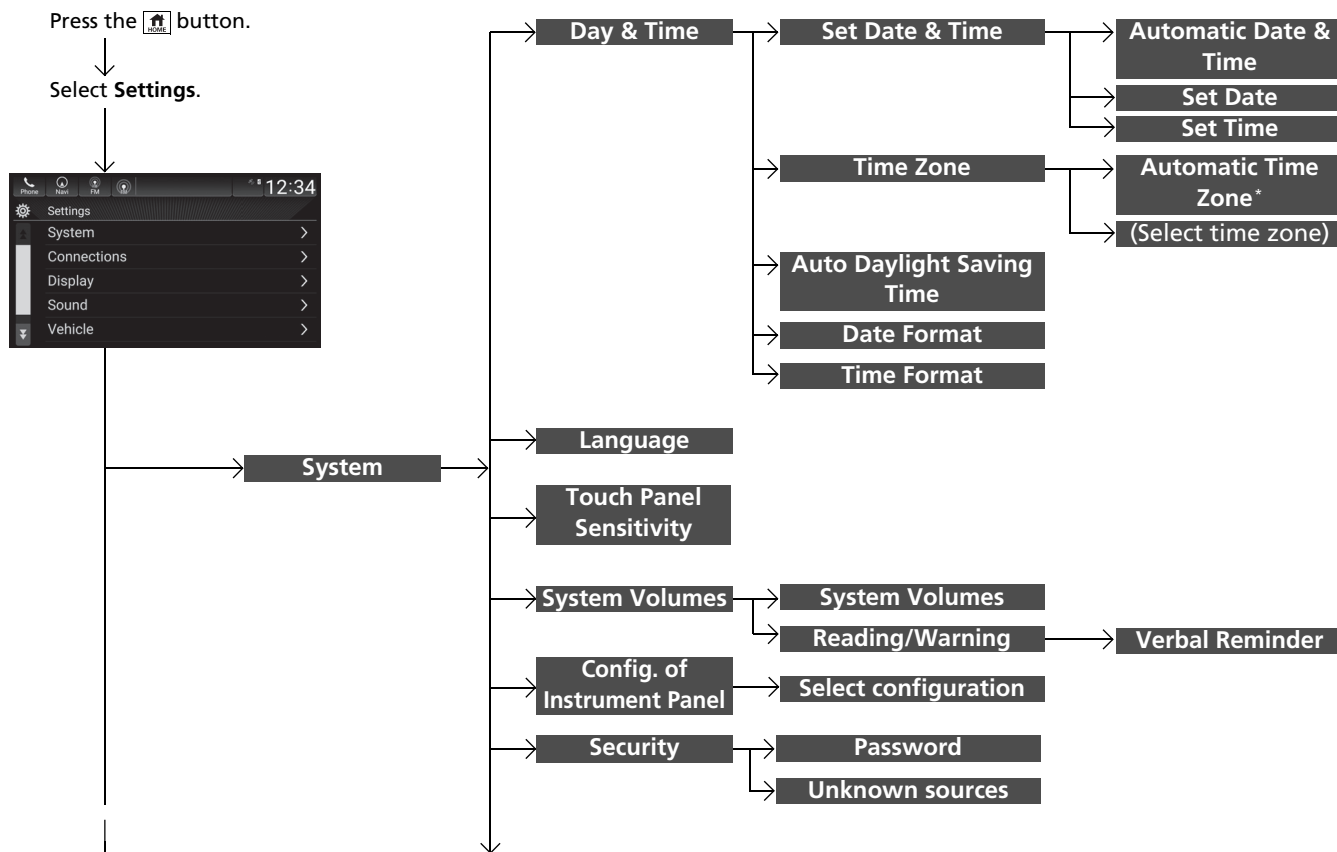 Press the HOME button.
Select Settings.
Phone Navi FM 12:34
Settings
System
Connections
Display
Sound
Vehicle
System
Day & Time
Set Date & Time
Automatic Date &
Time
Set Date
Set Time
Time Zone
Automatic Time
Zone*
(Select time zone)
Auto Daylight Saving
Time
Date Format
Time Format
Language
Touch Panel
Sensitivity
System Volumes
System Volumes
Reading/Warning
Verbal Reminder
Config. of
Instrument Panel
Select configuration
Security
Password
Unknown sources